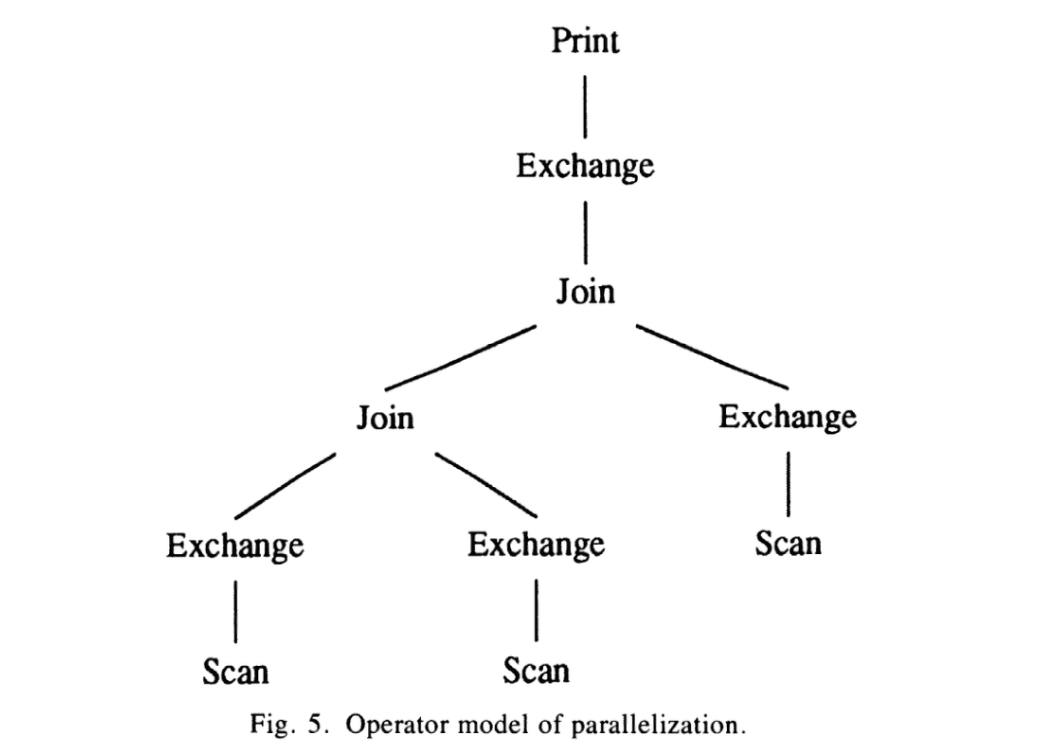 Print
Exchange
Join
Join Exchange
Exchange Exchange Scan
Scan Scan
Fig. 5. Operator model of parallelization.